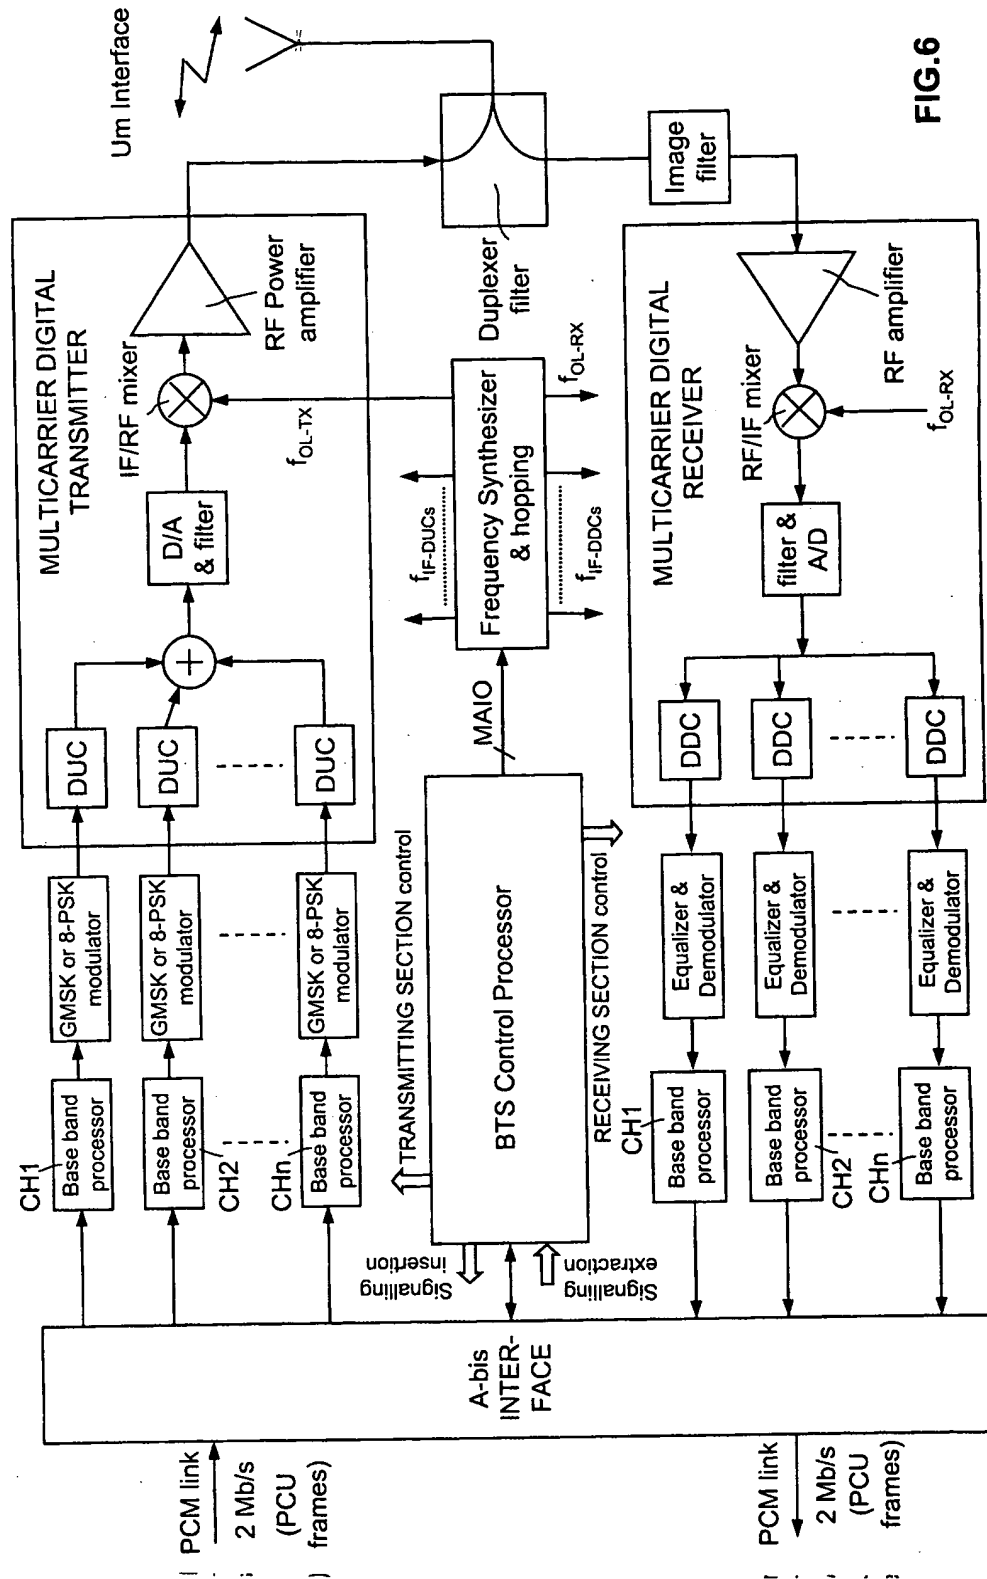 PCM link
2 Mb/s
(PCU
frames)
PCM link
2 Mb/s
(PCU
frames)
A-bis
INTER-
FACE
CH1
Base band
processor
GMSK or 8-PSK
modulator
DUC
Base band
processor
CH2
GMSK or 8-PSK
modulator
DUC
CHn
Base band
processor
GMSK or 8-PSK
modulator
DUC
MULTICARRIER DIGITAL
TRANSMITTER
+
D/A
& filter
IF/RF mixer
RF Power
amplifier
fOL-TX
Um Interface
Signalling
insertion
Signalling
extraction
TRANSMITTING SECTION control
BTS Control Processor
RECEIVING SECTION control
MAIO
fIF-DUCs
Frequency Synthesizer
& hopping
fIF-DDCs
fOL-RX
Duplexer
filter
Image
filter
MULTICARRIER DIGITAL
RECEIVER
RF amplifier
RF/IF mixer
fOL-RX
filter &
A/D
CH1
Base band
processor
Equalizer &
Demodulator
DDC
Base band
processor
CH2
Equalizer &
Demodulator
DDC
CHn
Base band
processor
Equalizer &
Demodulator
DDC
FIG.6